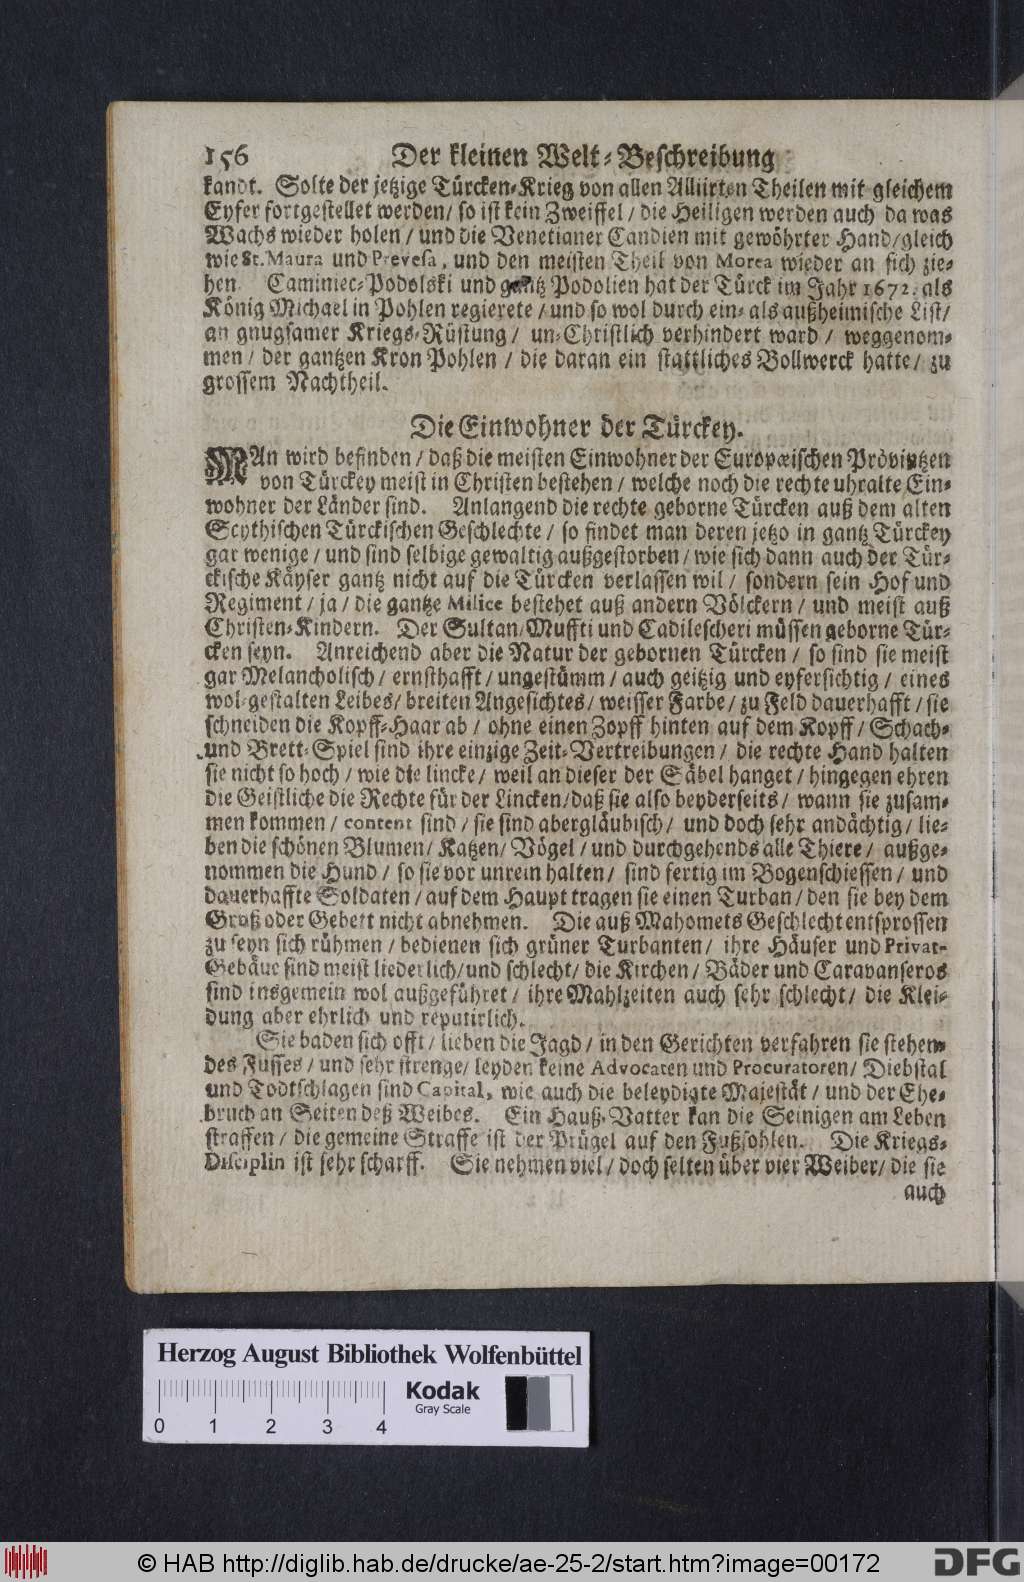 156 Der kleinen Welt-Beschreibung
kandt. Solte der jetzige Türcken-Krieg von allen Alliirten Theilen mit gleichem
Eyfer fortgestellet werden / so ist kein Zweiffel / die Heiligen werden auch da was
Wachs wieder holen / und die Venetianer Candien mit gewöhrter Hand / gleich
wie St. Maura und Prevesa, und den meisten Theil von Morea wieder an sich zie-
hen. Caminiec-Podolski und gantz Podolien hat der Türck im Jahr 1672. als
König Michael in Pohlen regierete / und so wol durch ein- als außheimische List /
an gnugsamer Kriegs-Rüstung / un-Christlich verhindert ward / weggenom-
men / der gantzen Kron Pohlen / die daran ein stattliches Bollwerck hatte / zu
grossem Nachtheil.
Die Einwohner der Türckey.
MAn wird befinden / daß die meisten Einwohner der Europæischen Provintzen
von Türckey meist in Christen bestehen / welche noch die rechte uhralte Ein-
wohner der Länder sind. Anlangend die rechte geborne Türcken auß dem alten
Scythischen Türckischen Geschlechte / so findet man deren jetzo in gantz Türckey
gar wenige / und sind selbige gewaltig außgestorben / wie sich dann auch der Tür-
ckische Käyser gantz nicht auf die Türcken verlassen wil / sondern sein Hof und
Regiment / ja / die gantze Milice bestehet auß andern Völckern / und meist auß
Christen-Kindern. Der Sultan / Muffti und Cadilescheri müssen geborne Tür-
cken seyn. Anreichend aber die Natur der gebornen Türcken / so sind sie meist
gar Melancholisch / ernsthafft / ungestümm / auch geitzig und eyfersichtig / eines
wol-gestalten Leibes / breiten Angesichtes / weisser Farbe / zu Feld dauerhafft / sie
schneiden die Kopff-Haar ab / ohne einen Zopff hinten auf dem Kopff / Schach-
und Brett-Spiel sind ihre einzige Zeit-Vertreibungen / die rechte Hand halten
sie nicht so hoch / wie die lincke / weil an dieser der Säbel hanget / hingegen ehren
die Geistliche die Rechte für der Lincken / daß sie also beyderseits / wann sie zusam-
men kommen / content sind / sie sind abergläubisch / und doch sehr andächtig / lie-
ben die schönen Blumen / Katzen / Vögel / und durchgehends alle Thiere / außge-
nommen die Hund / so sie vor unrein halten / sind fertig im Bogenschiessen / und
dauerhaffte Soldaten / auf dem Haupt tragen sie einen Turban / den sie bey dem
Gruß oder Gebett nicht abnehmen. Die auß Mahomets Geschlecht entsprossen
zu seyn sich rühmen / bedienen sich grüner Turbanten / ihre Häuser und Privat-
Gebäue sind meist liederlich / und schlecht / die Kirchen / Bäder und Caravanseros
sind insgemein wol außgeführet / ihre Mahlzeiten auch sehr schlecht / die Klei-
dung aber ehrlich und reputirlich.
Sie baden sich offt / lieben die Jagd / in den Gerichten verfahren sie stehen-
des Fusses / und sehr strenge / leyden keine Advocaten und Procuratoren / Diebstal
und Todtschlagen sind Capital, wie auch die beleydigte Majestät / und der Ehe-
bruch an Seiten deß Weibes. Ein Hauß-Vatter kan die Seinigen am Leben
straffen / die gemeine Straffe ist der Prügel auf den Fußsohlen. Die Kriegs-
Disciplin ist sehr scharff. Sie nehmen viel / doch selten über vier Weiber / die sie
auch
Herzog August Bibliothek Wolfenbüttel
Kodak
Gray Scale
0 1 2 3 4
© HAB http://diglib.hab.de/drucke/ae-25-2/start.htm?image=00172
DFG